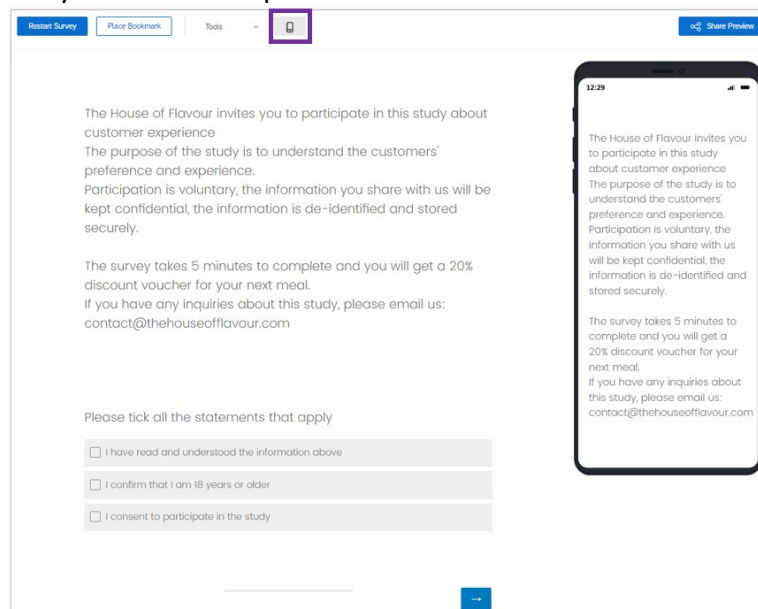 Restart Survey
Place Bookmark
Tools
Share Preview
The House of Flavour invites you to participate in this study about
customer experience
The purpose of the study is to understand the customers'
preference and experience.
Participation is voluntary, the information you share with us will be
kept confidential, the information is de-identified and stored
securely.
The survey takes 5 minutes to complete and you will get a 20%
discount voucher for your next meal.
If you have any inquiries about this study, please email us:
contact@thehouseofflavour.com
Please tick all the statements that apply
I have read and understood the information above
I confirm that I am 18 years or older
I consent to participate in the study
→
12:29
The House of Flavour invites you
to participate in this study
about customer experience
The purpose of the study is to
understand the customers'
preference and experience.
Participation is voluntary, the
information you share with us
will be kept confidential, the
information is de-identified and
stored securely.
The survey takes 5 minutes to
complete and you will get a
20% discount voucher for your
next meal.
If you have any inquiries about
this study, please email us:
contact@thehouseofflavour.com